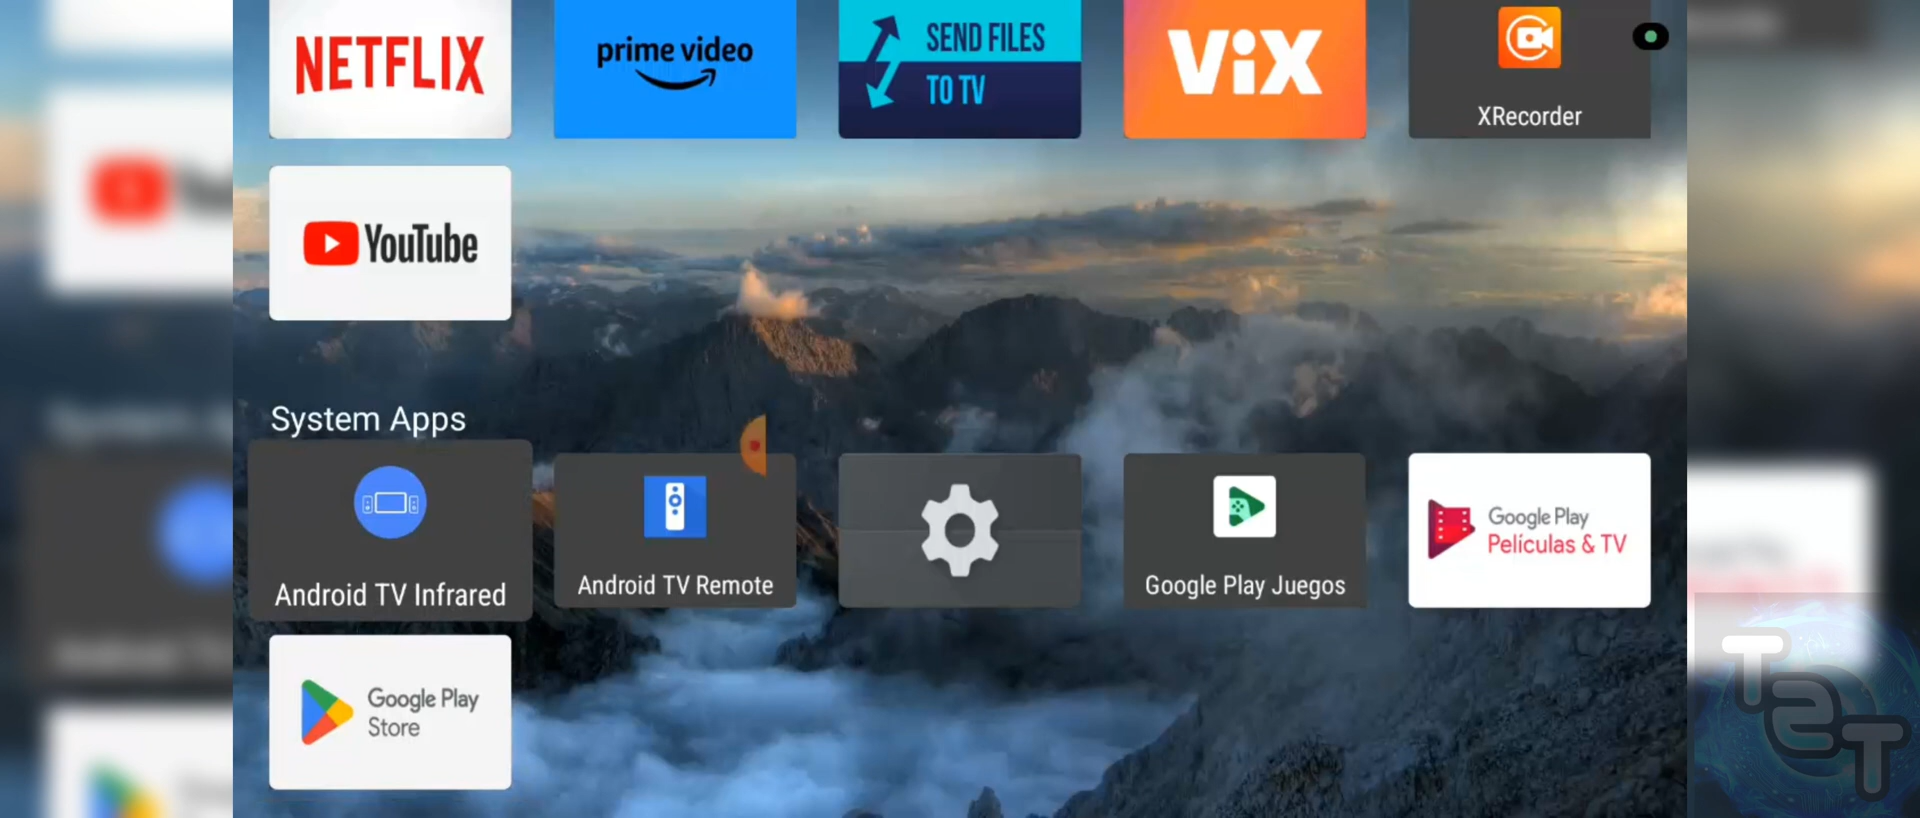 NETFLIX
prime video
SEND FILES
TO TV
ViX
XRecorder
YouTube
System Apps
Android TV Infrared
Android TV Remote
Google Play Juegos
Google Play
Películas & TV
Google Play
Store
T2T